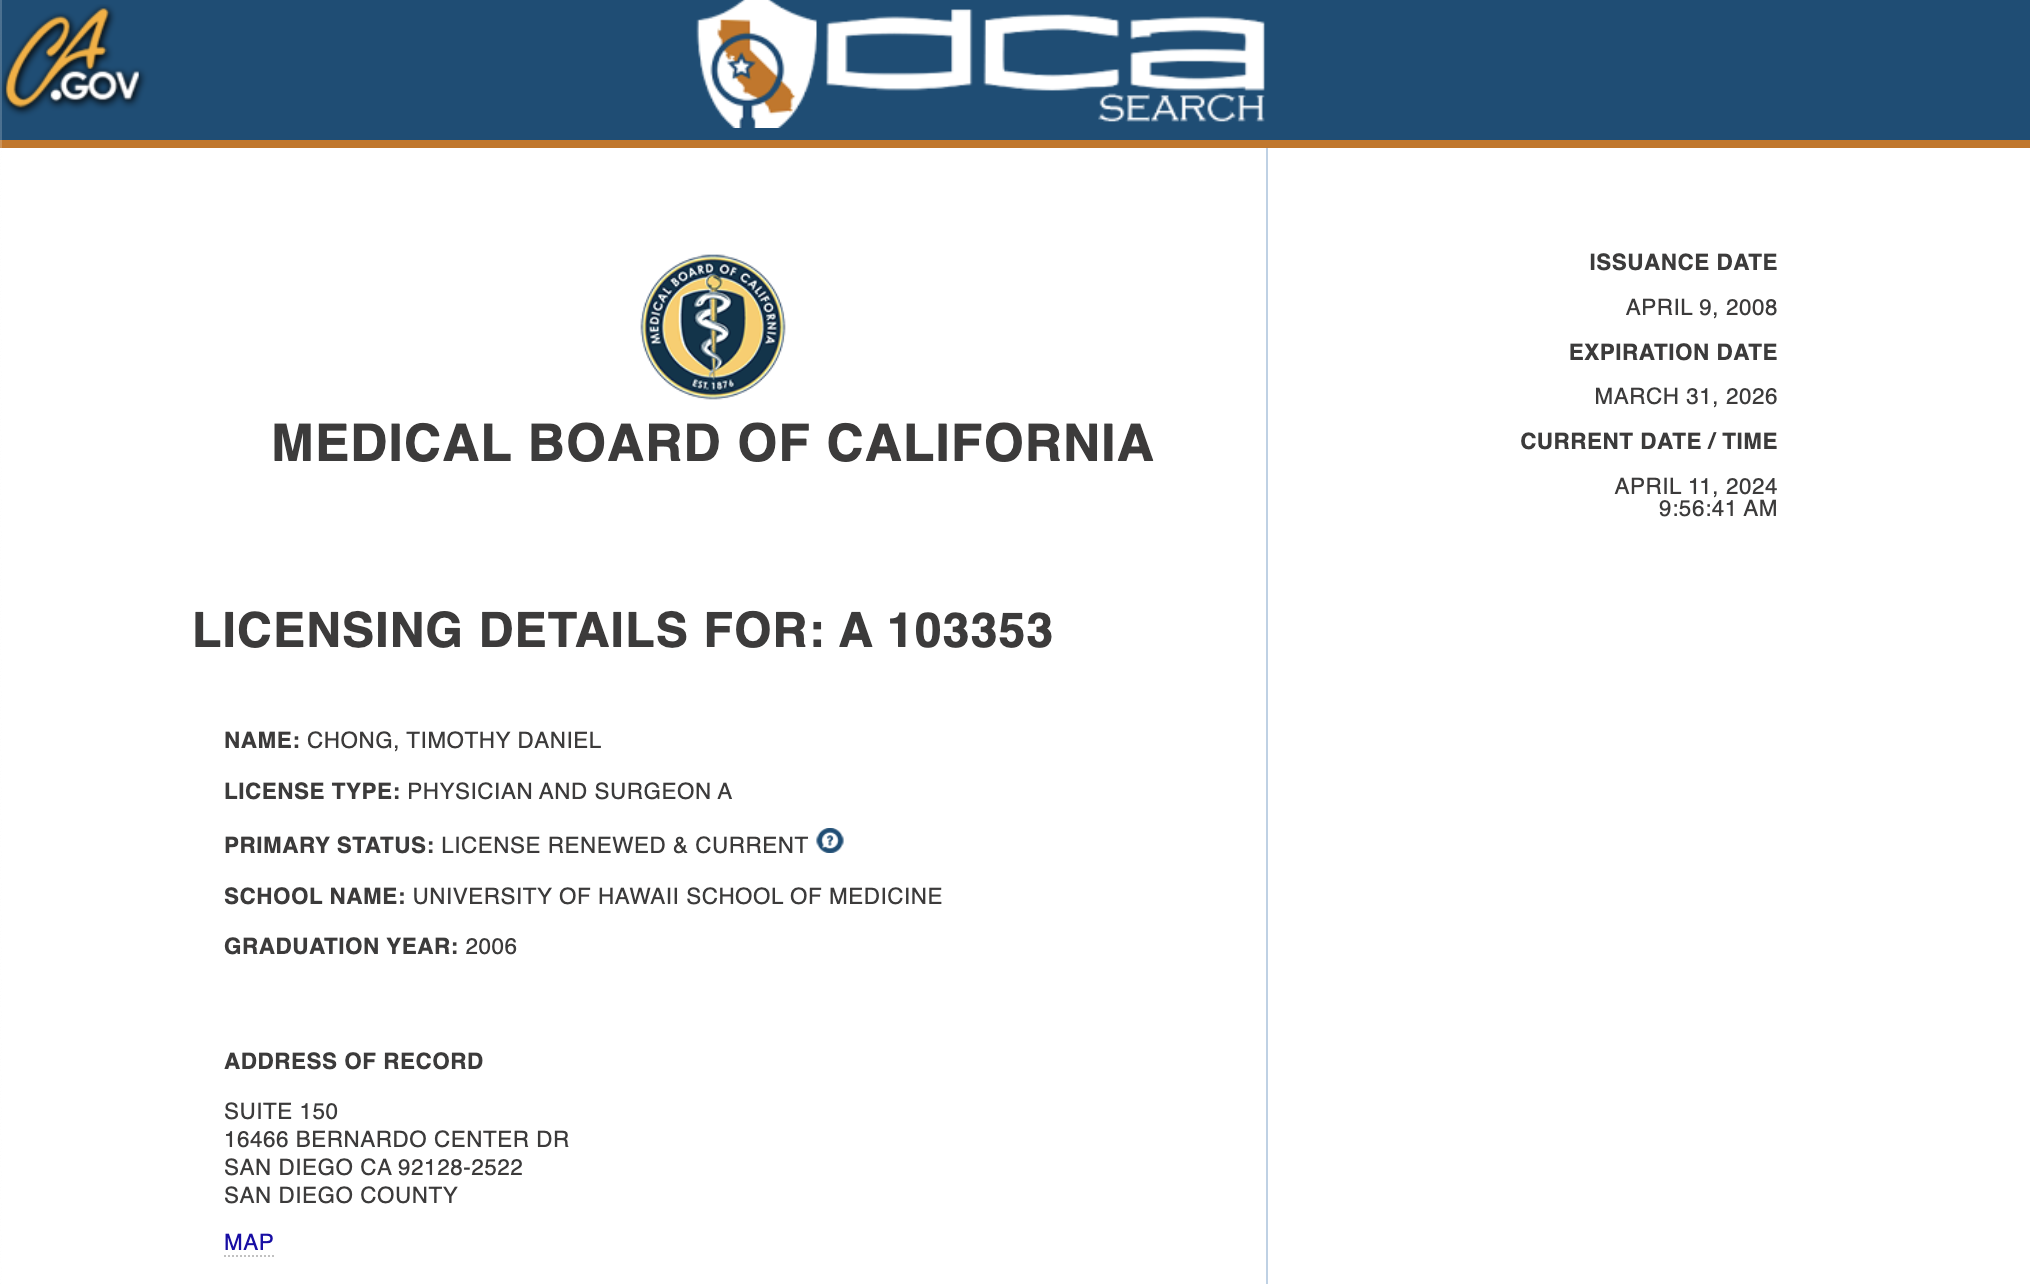 CA.GOV
dca
SEARCH
MEDICAL BOARD OF CALIFORNIA
EST. 1876
MEDICAL BOARD OF CALIFORNIA
ISSUANCE DATE
APRIL 9, 2008
EXPIRATION DATE
MARCH 31, 2026
CURRENT DATE / TIME
APRIL 11, 2024
9:56:41 AM
LICENSING DETAILS FOR: A 103353
NAME: CHONG, TIMOTHY DANIEL
LICENSE TYPE: PHYSICIAN AND SURGEON A
PRIMARY STATUS: LICENSE RENEWED & CURRENT ?
SCHOOL NAME: UNIVERSITY OF HAWAII SCHOOL OF MEDICINE
GRADUATION YEAR: 2006
ADDRESS OF RECORD
SUITE 150
16466 BERNARDO CENTER DR
SAN DIEGO CA 92128-2522
SAN DIEGO COUNTY
MAP